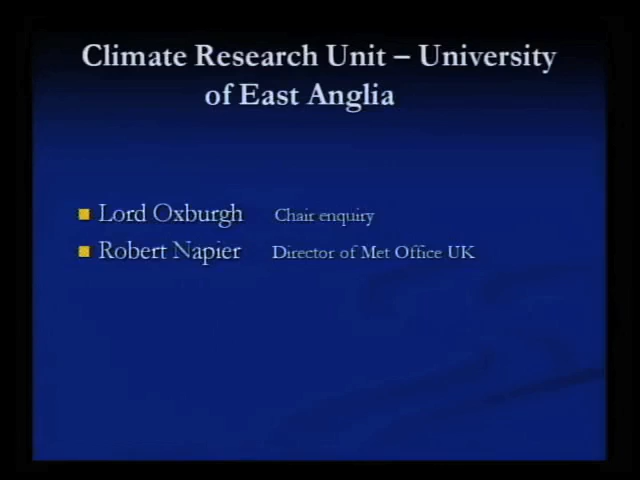 Climate Research Unit – University
of East Anglia
Lord Oxburgh Chair enquiry
Robert Napier Director of Met Office UK